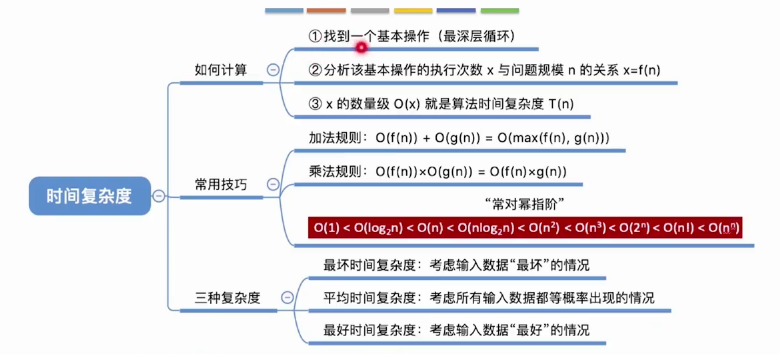 ①找到一个基本操作（最深层循环）
如何计算
②分析该基本操作的执行次数 x 与问题规模 n 的关系 x=f(n)
③ x 的数量级 O(x) 就是算法时间复杂度 T(n)
加法规则：O(f(n)) + O(g(n)) = O(max(f(n), g(n)))
时间复杂度
常用技巧
乘法规则：O(f(n))×O(g(n)) = O(f(n)×g(n))
“常对幂指阶”
O(1) < O(log₂n) < O(n) < O(nlog₂n) < O(n²) < O(n³) < O(2ⁿ) < O(n!) < O(nⁿ)
最坏时间复杂度：考虑输入数据“最坏”的情况
三种复杂度
平均时间复杂度：考虑所有输入数据都等概率出现的情况
最好时间复杂度：考虑输入数据“最好”的情况